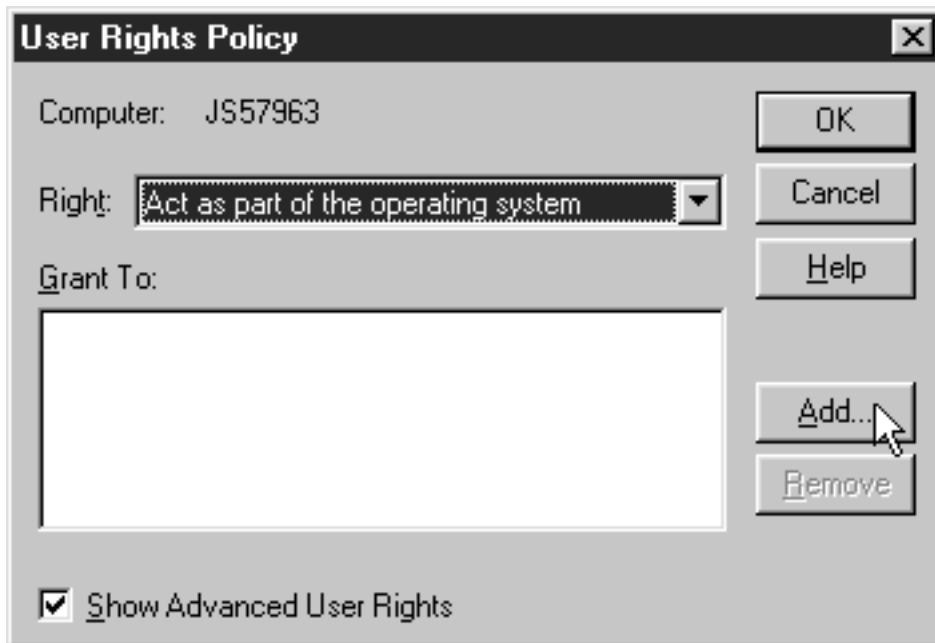 User Rights Policy
Computer: JS57963
OK
Right: Act as part of the operating system
Cancel
Grant To:
Help
Add...
Remove
Show Advanced User Rights